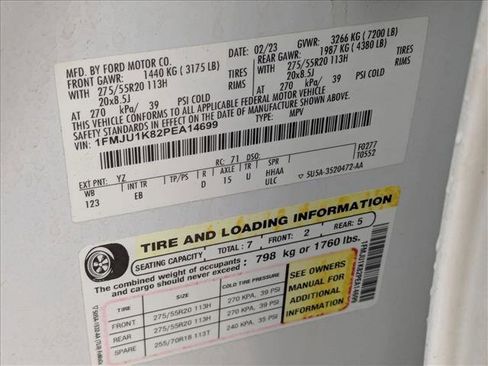 MFD. BY FORD MOTOR CO.
02/23 GVWR: 3266 KG (7200 LB)
FRONT GAWR: 1440 KG (3175 LB) REAR GAWR: 1987 KG (4380 LB)
WITH 275/55R20 113H TIRES WITH 275/55R20 113H TIRES
20x8.5J RIMS 20x8.5J RIMS
AT 270 kPa/ 39 PSI COLD AT 270 kPa/ 39 PSI COLD
THIS VEHICLE CONFORMS TO ALL APPLICABLE FEDERAL MOTOR VEHICLE
SAFETY AND THEFT PREVENTION STANDARDS IN EFFECT ON THE DATE OF MANUFACTURE SHOWN ABOVE.
VIN: 1FMJU1K82PEA14699 TYPE: MPV
EXT PNT: YZ RC: 71 DSO: F0277
T0552
WB INT TR TP/PS R AXLE TR
123 EB D 15 U HHAA
ULC 5U5A-3520472-AA
TIRE AND LOADING INFORMATION
SEATING CAPACITY TOTAL: 7 FRONT: 2 REAR: 5
The combined weight of occupants and cargo should never exceed: 798 kg or 1760 lbs.
TIRE SIZE COLD TIRE PRESSURE
FRONT 275/55R20 113H 270 KPA, 39 PSI
REAR 275/55R20 113H 270 KPA, 39 PSI
SPARE 255/70R18 113T 240 KPA, 35 PSI
SEE OWNERS
MANUAL FOR
ADDITIONAL
INFORMATION
1FMJU1K82PEA14699